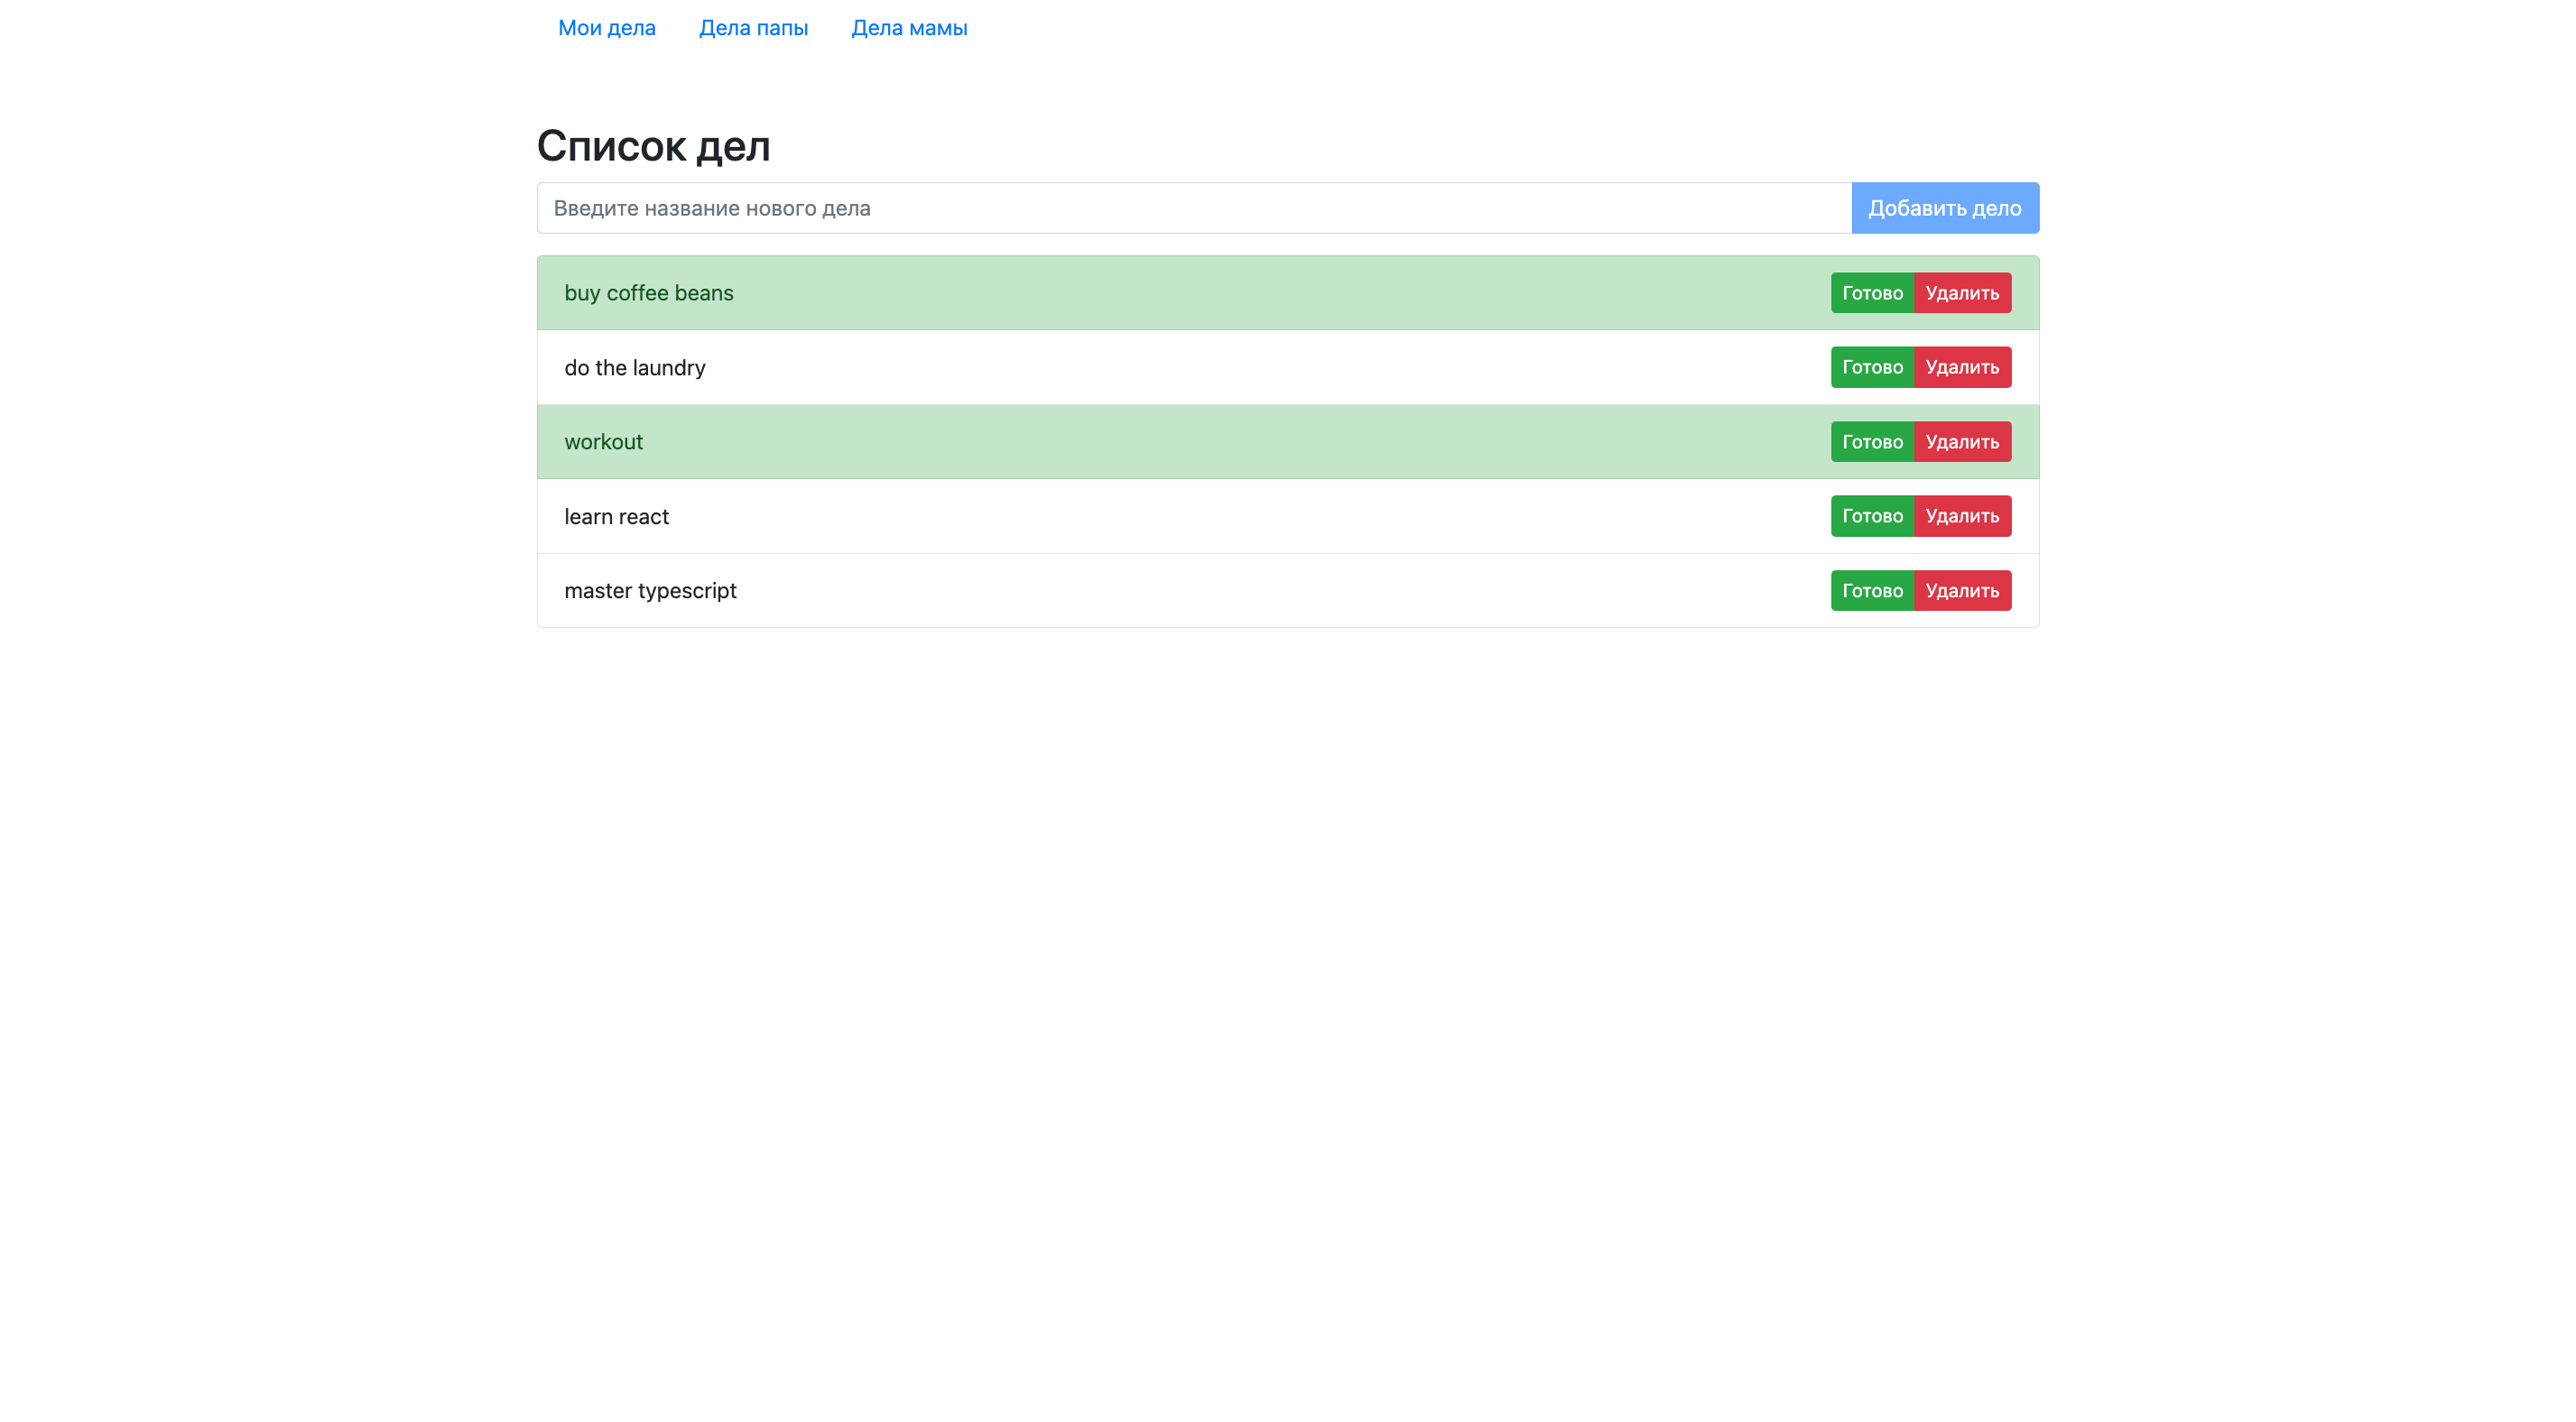 Мои дела Дела папы Дела мамы
Список дел
Введите название нового дела Добавить дело
buy coffee beans Готово Удалить
do the laundry Готово Удалить
workout Готово Удалить
learn react Готово Удалить
master typescript Готово Удалить